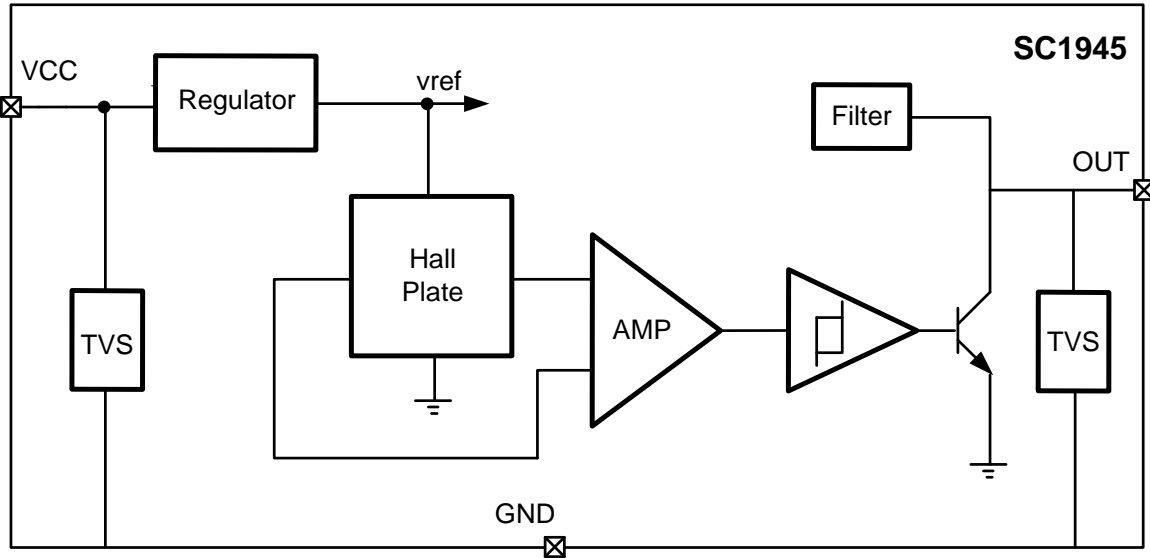 SC1945
VCC
Regulator
vref
Filter
OUT
Hall
Plate
AMP
TVS
TVS
GND